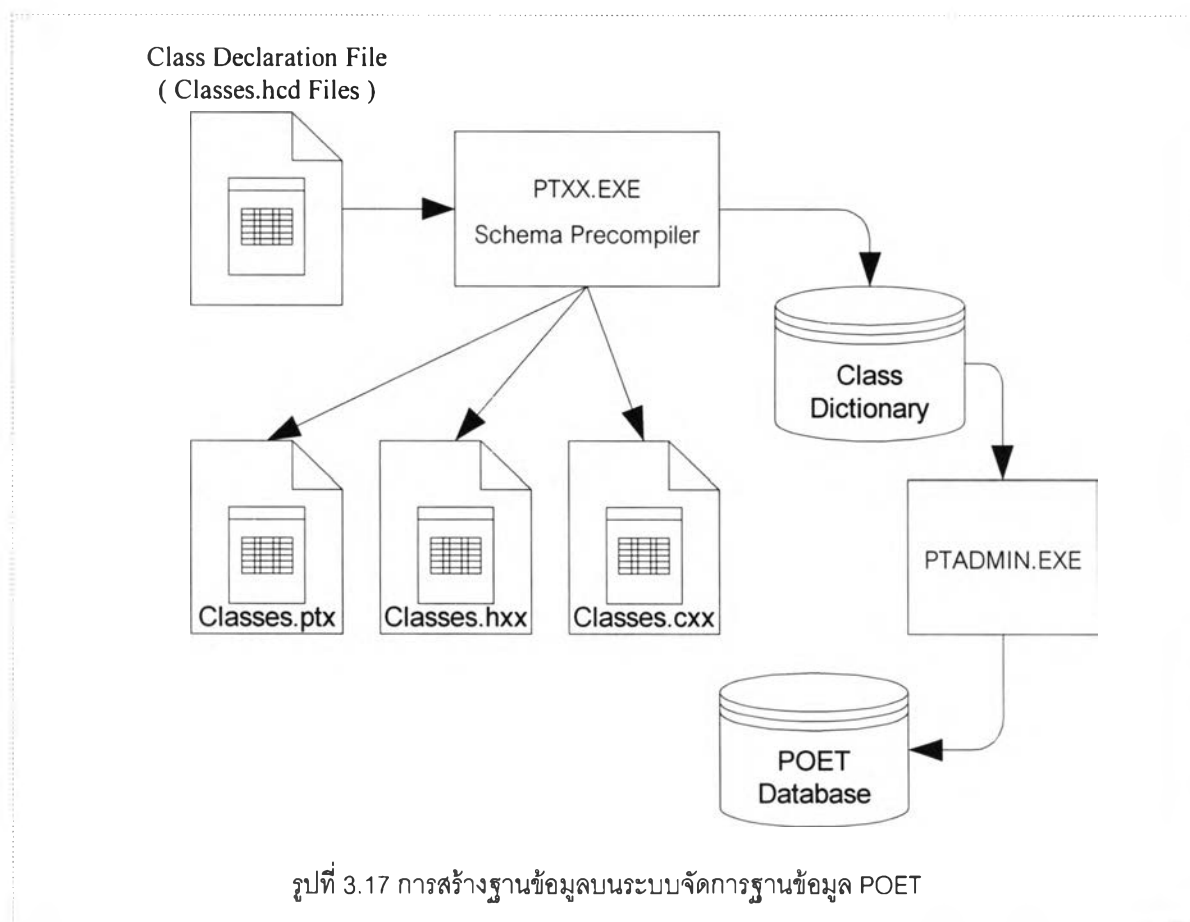 Class Declaration File
( Classes.hcd Files )
PTXX.EXE
Schema Precompiler
Class
Dictionary
Classes.ptx
Classes.hxx
Classes.cxx
PTADMIN.EXE
POET
Database
รูปที่ 3.17 การสร้างฐานข้อมูลบนระบบจัดการฐานข้อมูล POET